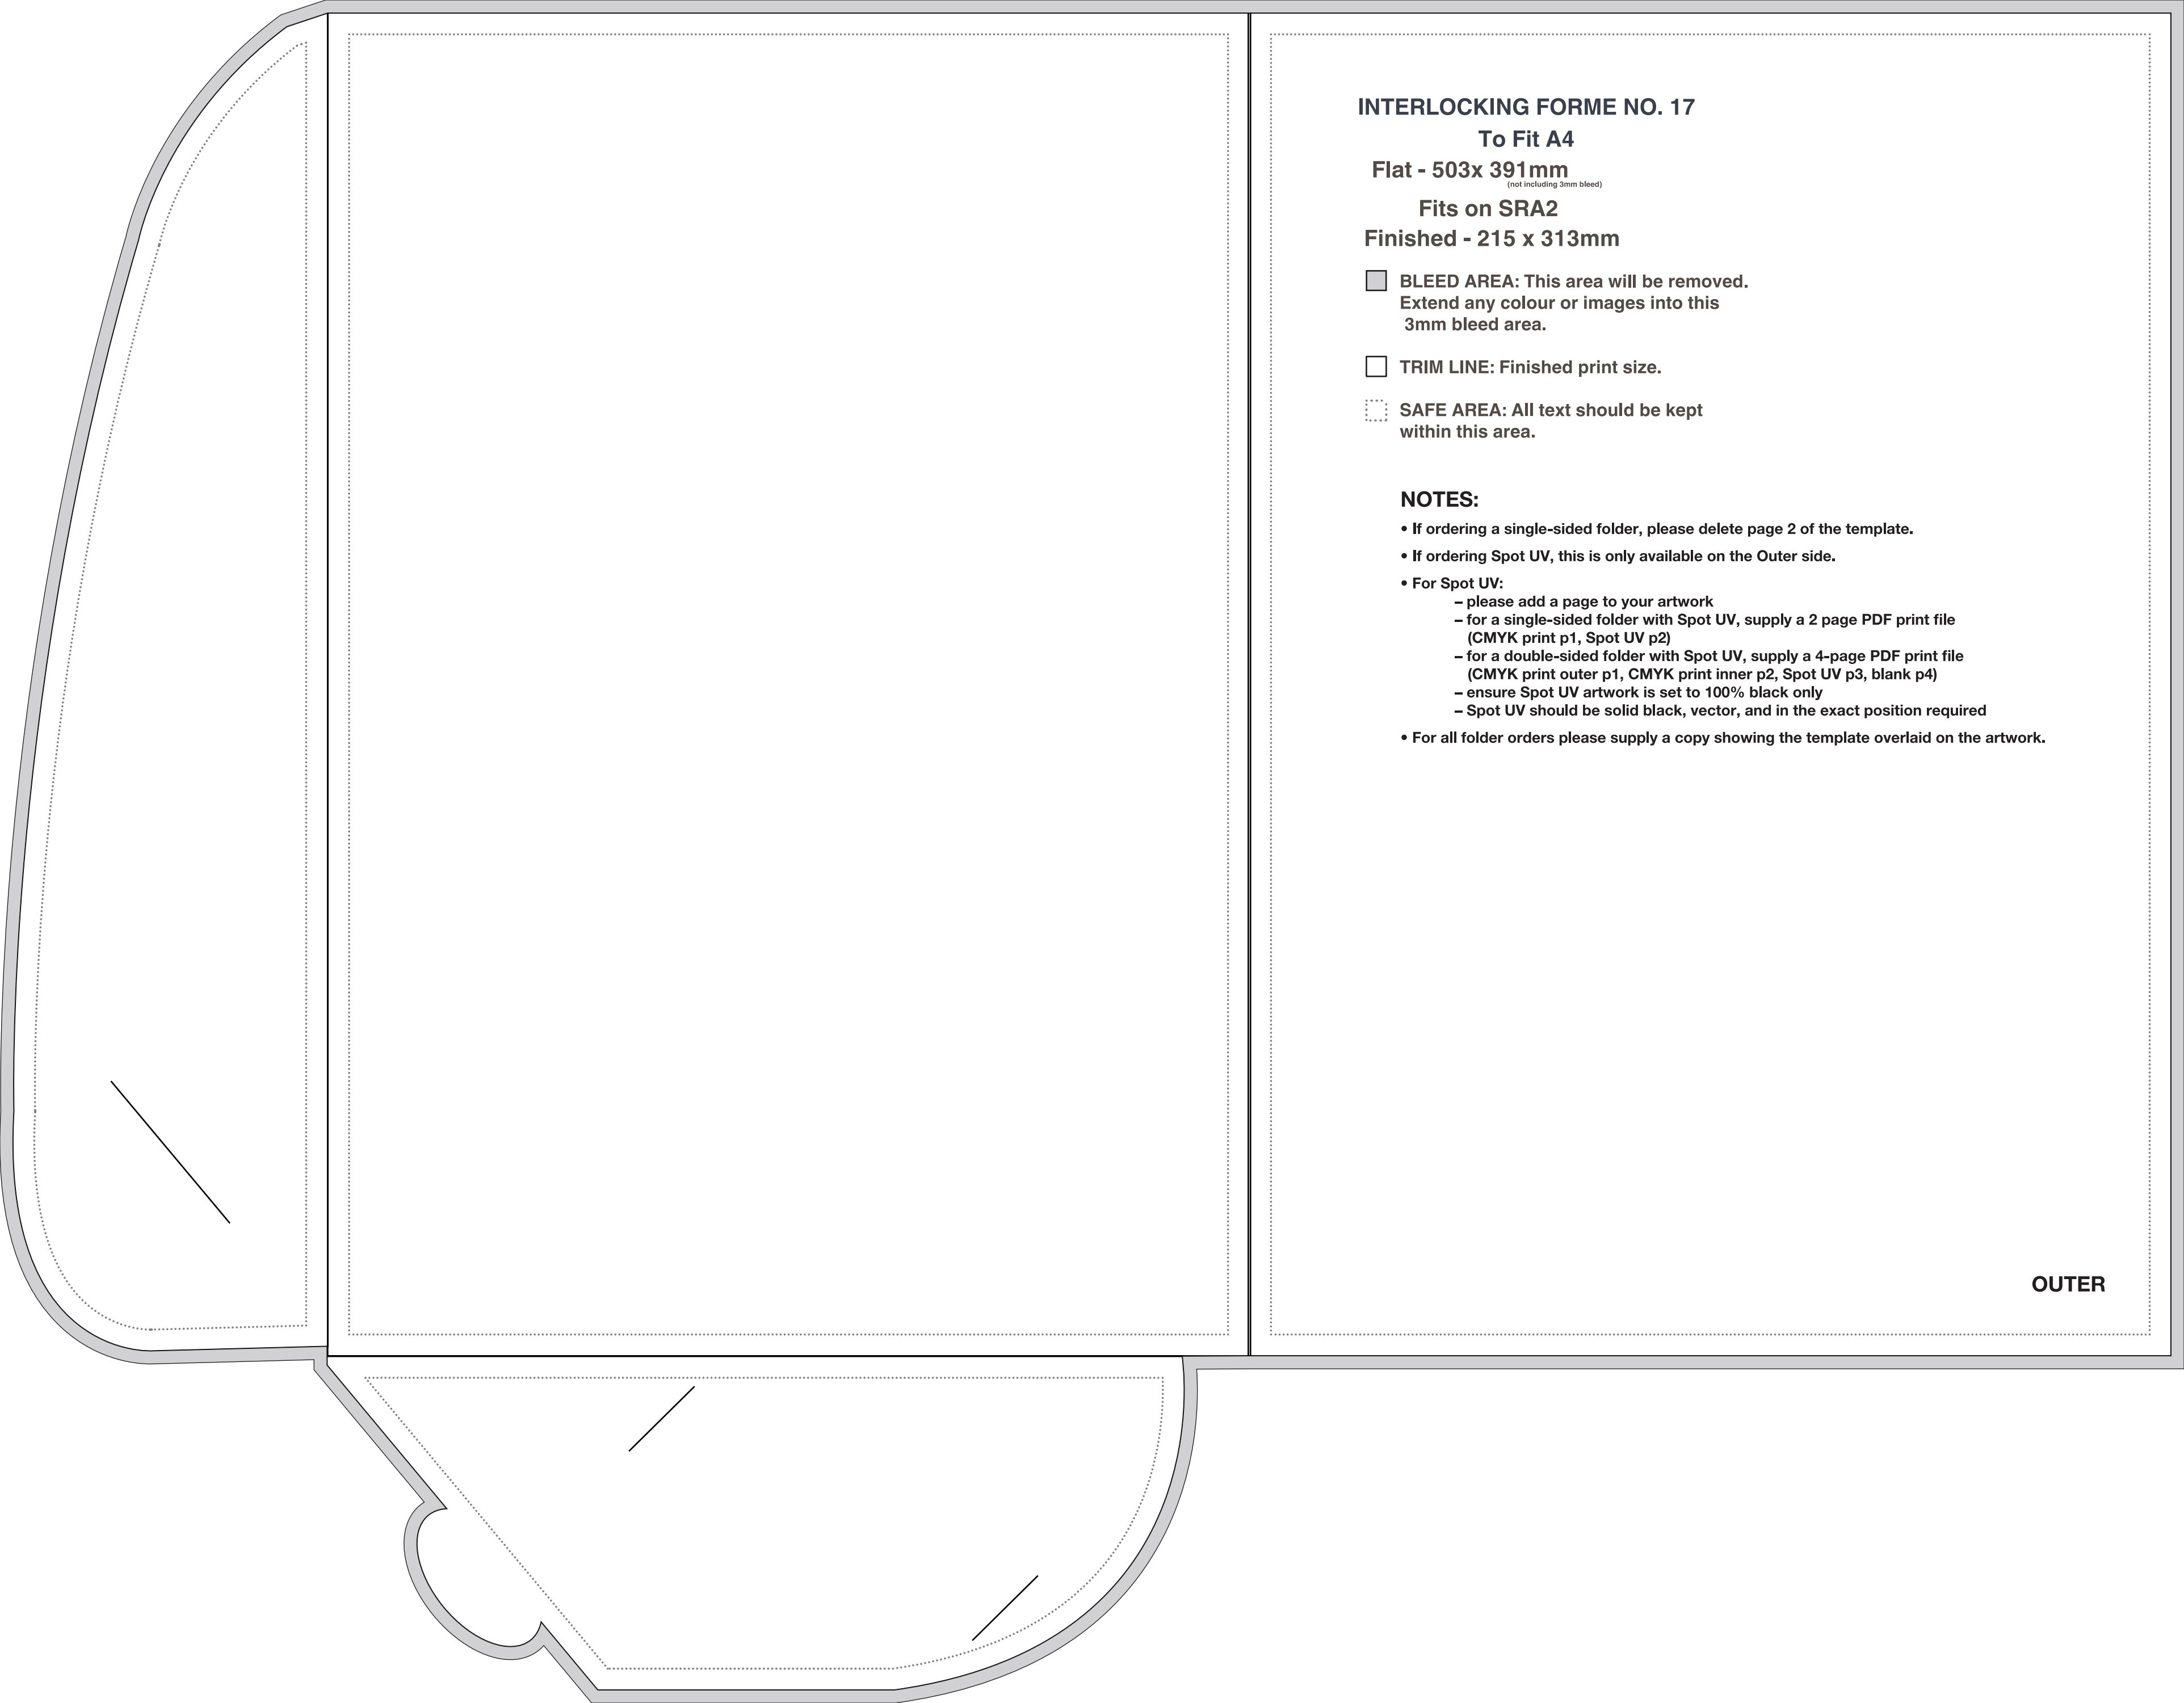 INTERLOCKING FORME NO. 17
To Fit A4
Flat - 503x 391mm
(not including 3mm bleed)
Fits on SRA2
Finished - 215 x 313mm
BLEED AREA: This area will be removed.
Extend any colour or images into this
3mm bleed area.
TRIM LINE: Finished print size.
SAFE AREA: All text should be kept
within this area.
NOTES:
• If ordering a single-sided folder, please delete page 2 of the template.
• If ordering Spot UV, this is only available on the Outer side.
• For Spot UV:
– please add a page to your artwork
– for a single-sided folder with Spot UV, supply a 2 page PDF print file
(CMYK print p1, Spot UV p2)
– for a double-sided folder with Spot UV, supply a 4-page PDF print file
(CMYK print outer p1, CMYK print inner p2, Spot UV p3, blank p4)
– ensure Spot UV artwork is set to 100% black only
– Spot UV should be solid black, vector, and in the exact position required
• For all folder orders please supply a copy showing the template overlaid on the artwork.
OUTER